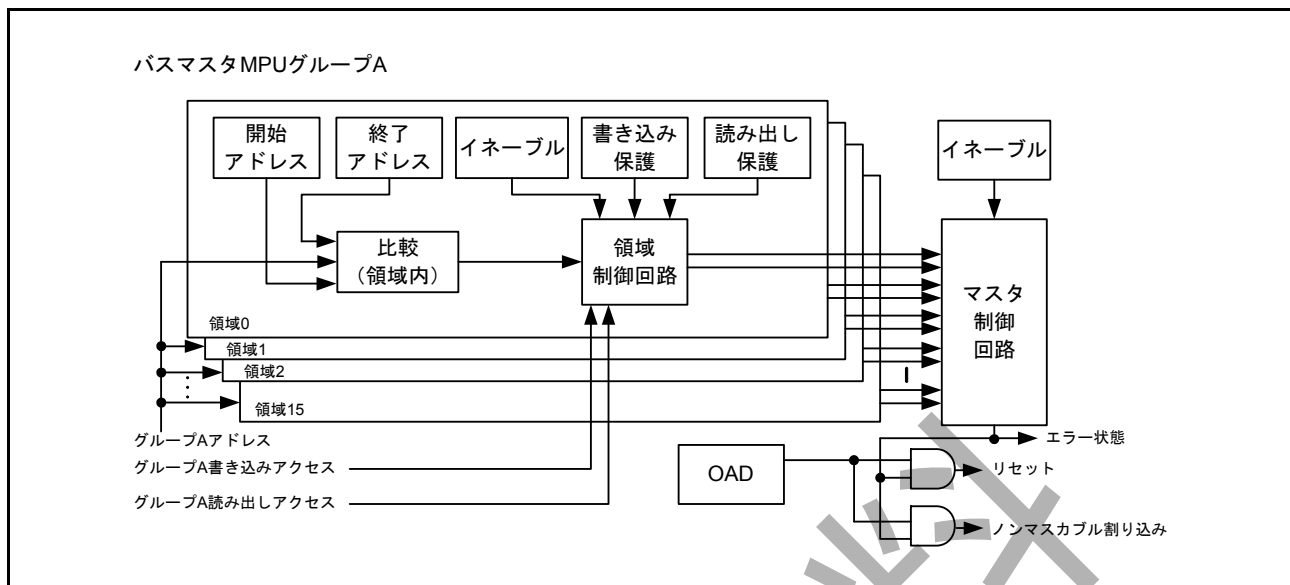 バスマスタMPUグループA
開始
アドレス
終了
アドレス
イネーブル
書き込み
保護
読み出し
保護
イネーブル
比較
(領域内)
領域
制御回路
マスタ
制御
回路
領域0
領域1
領域2
領域15
グループAアドレス
グループA書き込みアクセス
グループA読み出しアクセス
OAD
エラー状態
リセット
ノンマスカブル割り込み